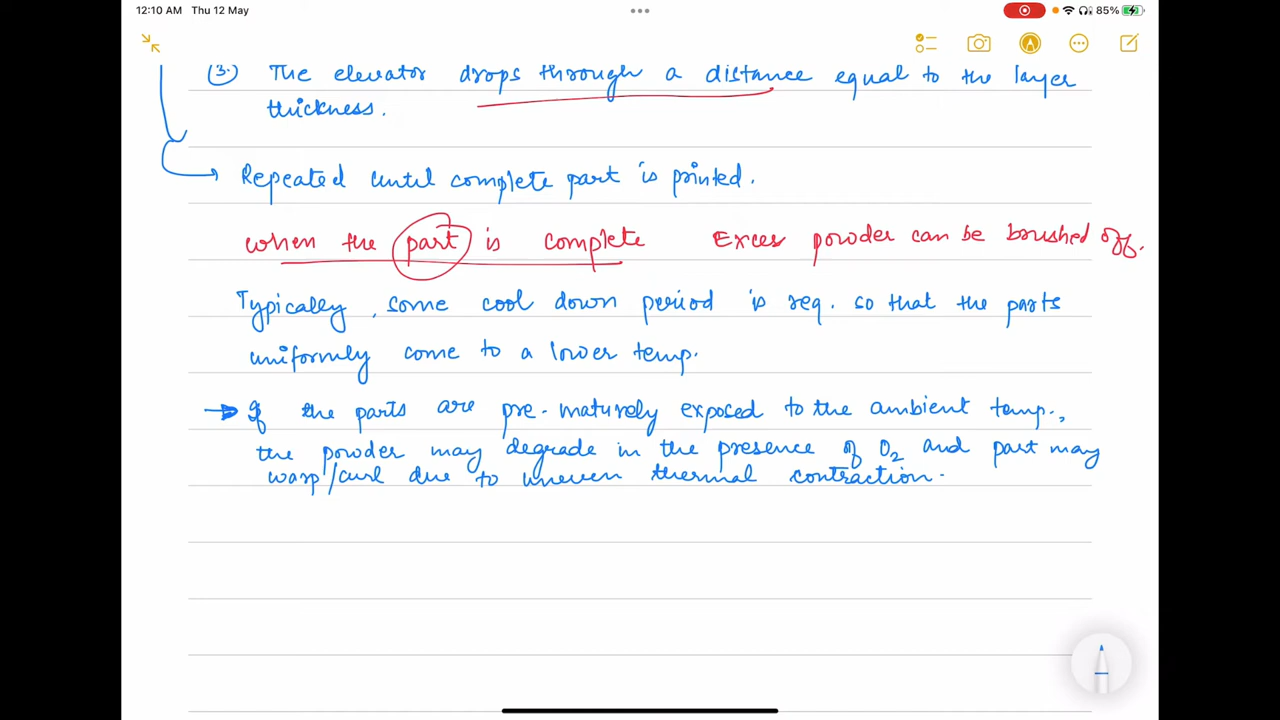 12:10 AM Thu 12 May
85%
(3.) The elevator drops through a distance equal to the layer
thickness.
Repeated until complete part is printed.
when the part is complete Exces powder can be brushed off.
Typically, some cool down period is req. so that the parts
uniformly come to a lower temp.
→ If the parts are pre-maturely exposed to the ambient temp.,
the powder may degrade in the presence of O₂ and part may
warp/curl due to uneven thermal contraction.